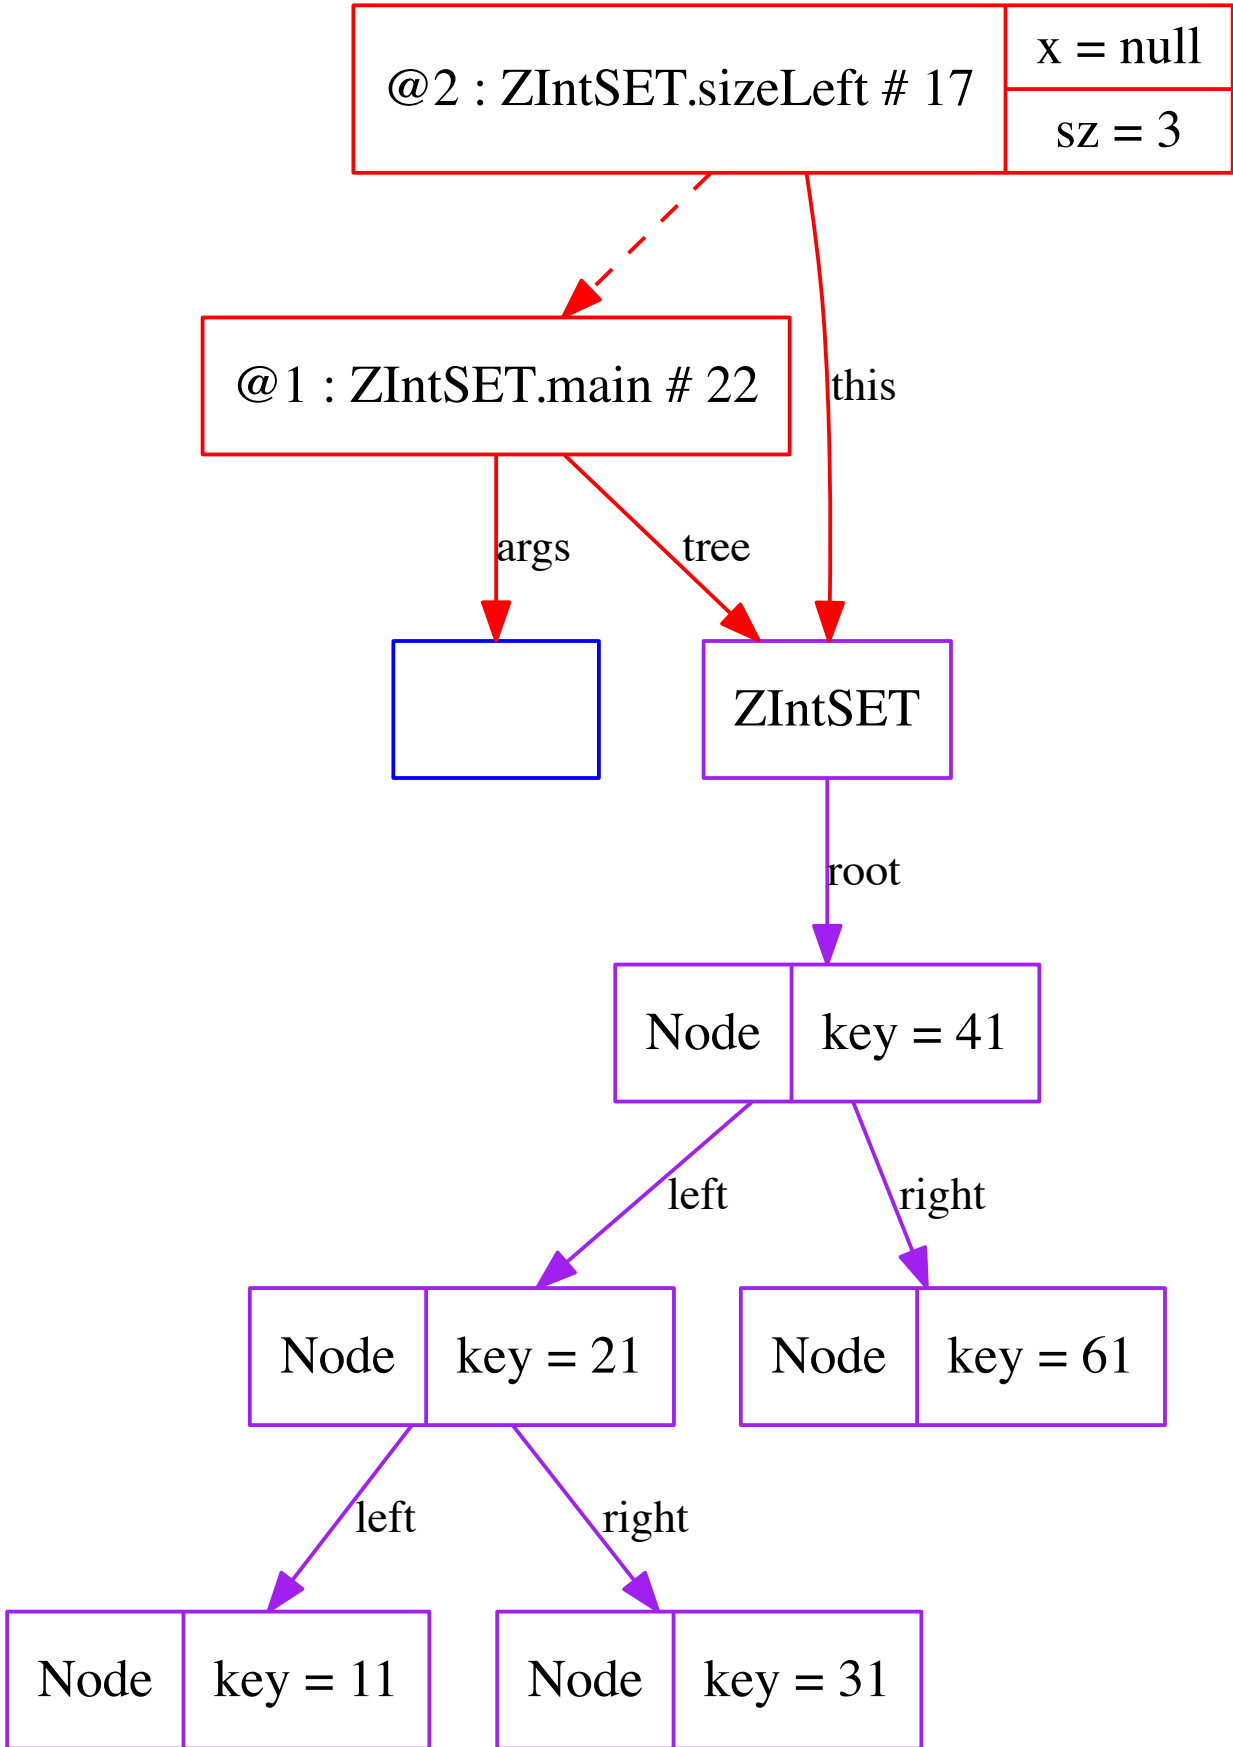 @2 : ZIntSET.sizeLeft # 17
x = null
sz = 3
@1 : ZIntSET.main # 22
this
args
tree
ZIntSET
root
Node
key = 41
left
right
Node
key = 21
Node
key = 61
left
right
Node
key = 11
Node
key = 31